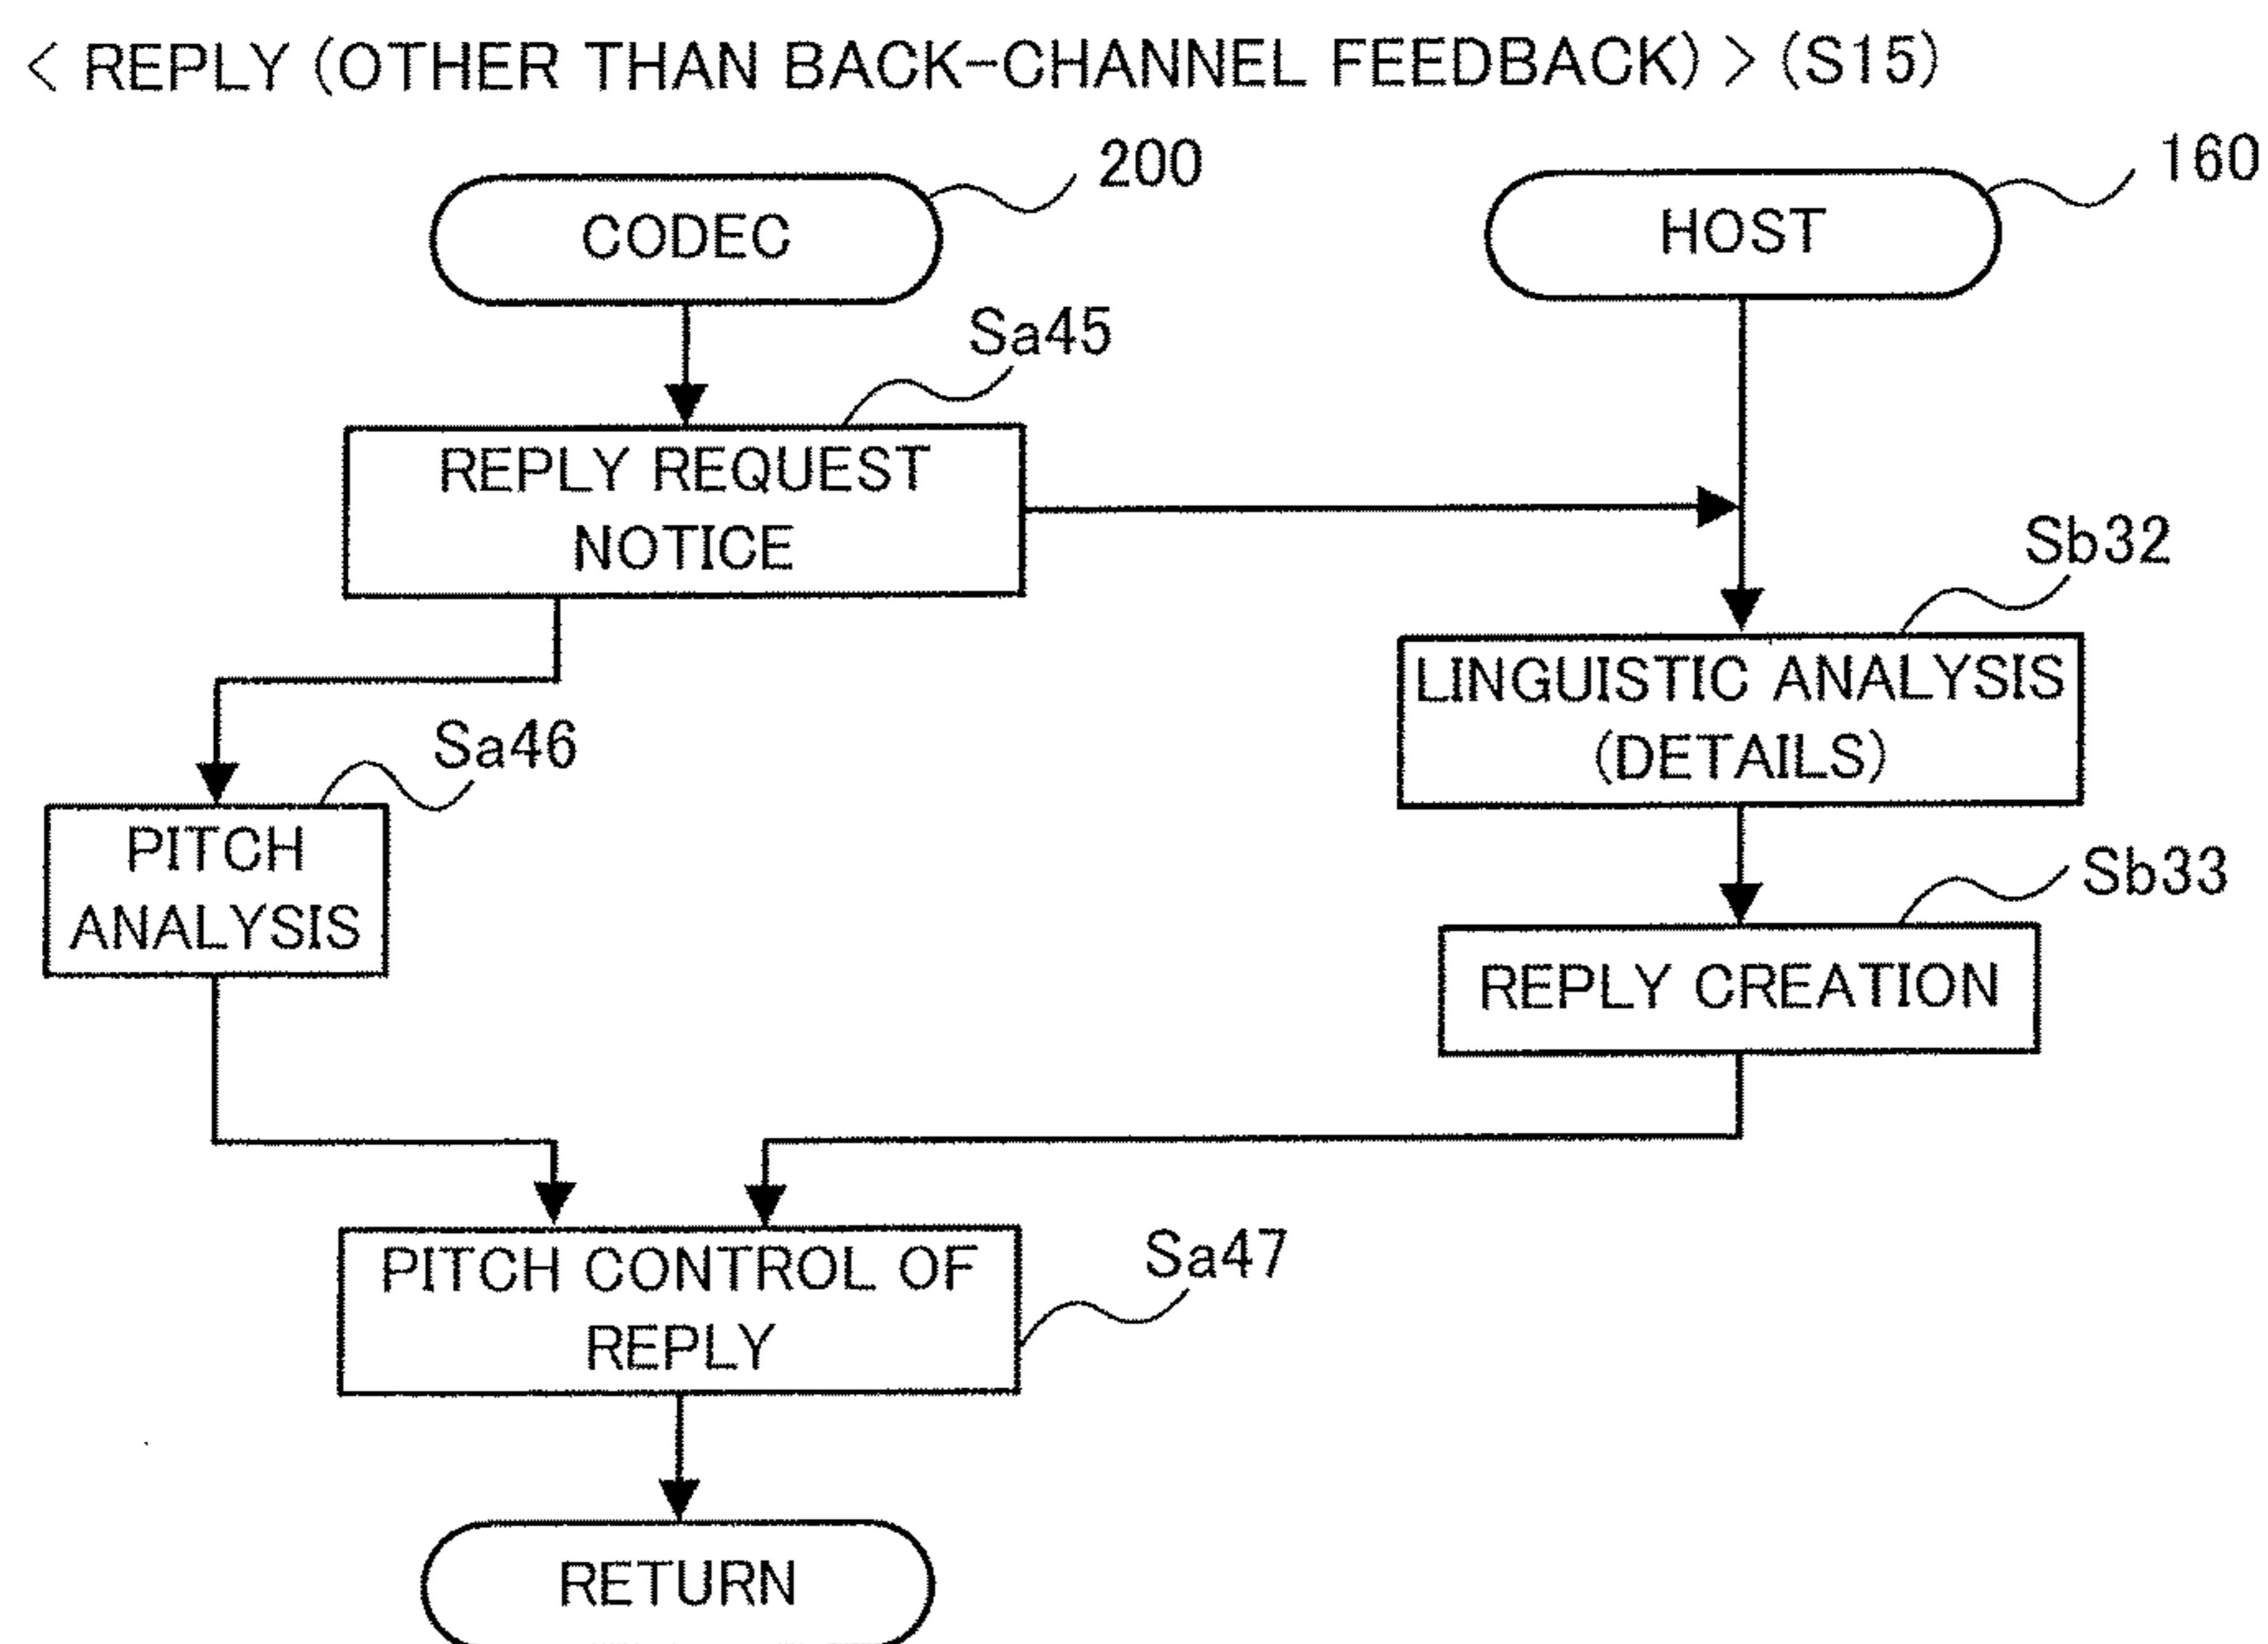 < REPLY (OTHER THAN BACK-CHANNEL FEEDBACK) > (S15)
200
160
CODEC
HOST
Sa45
REPLY REQUEST
NOTICE
Sb32
LINGUISTIC ANALYSIS
(DETAILS)
Sa46
PITCH
ANALYSIS
Sb33
REPLY CREATION
Sa47
PITCH CONTROL OF
REPLY
RETURN